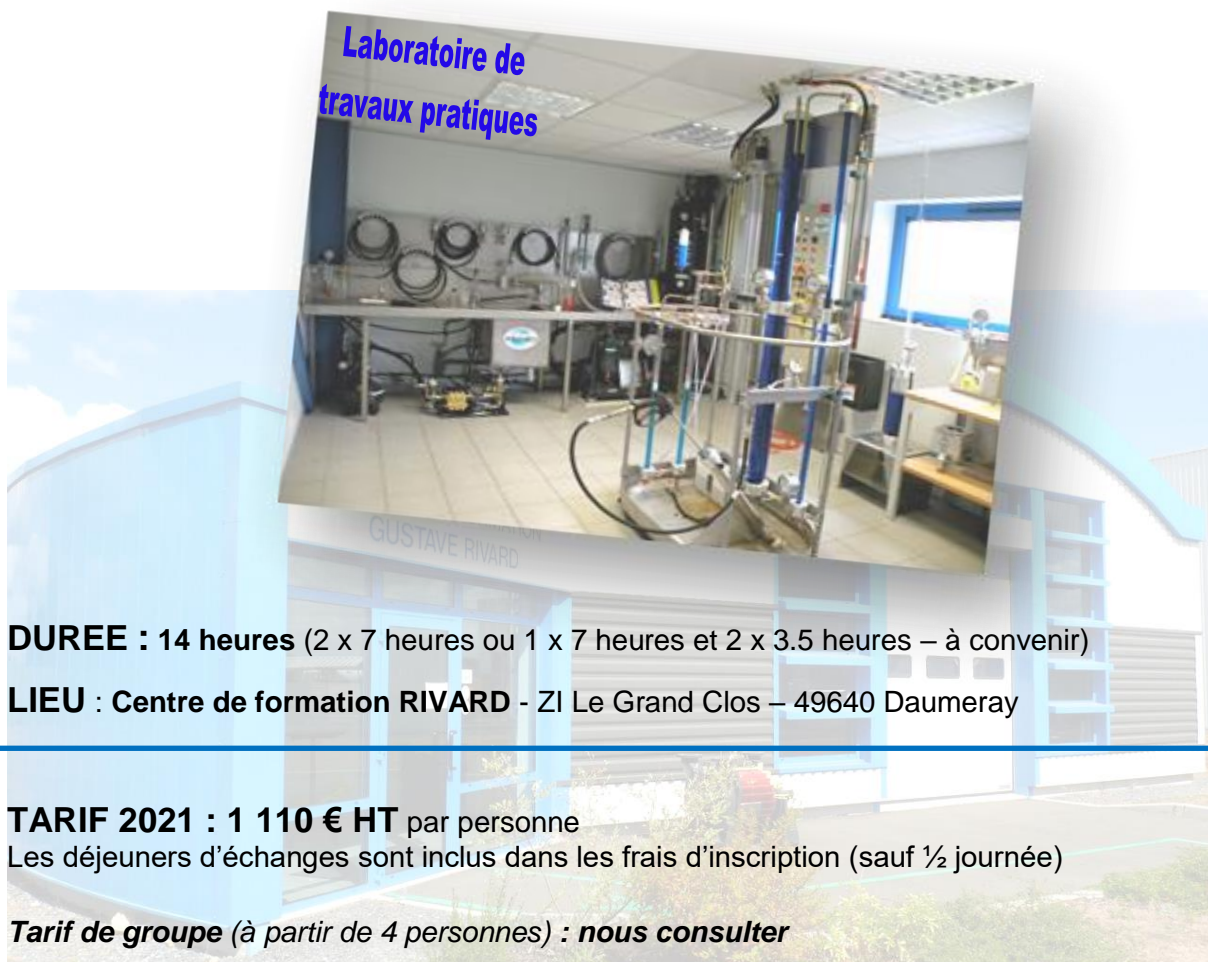 Laboratoire de
travaux pratiques
GUSTAVE RIVARD
DUREE : 14 heures (2 x 7 heures ou 1 x 7 heures et 2 x 3.5 heures – à convenir)
LIEU : Centre de formation RIVARD - ZI Le Grand Clos – 49640 Daumeray
TARIF 2021 : 1 110 € HT par personne
Les déjeuners d’échanges sont inclus dans les frais d’inscription (sauf ½ journée)
Tarif de groupe (à partir de 4 personnes) : nous consulter